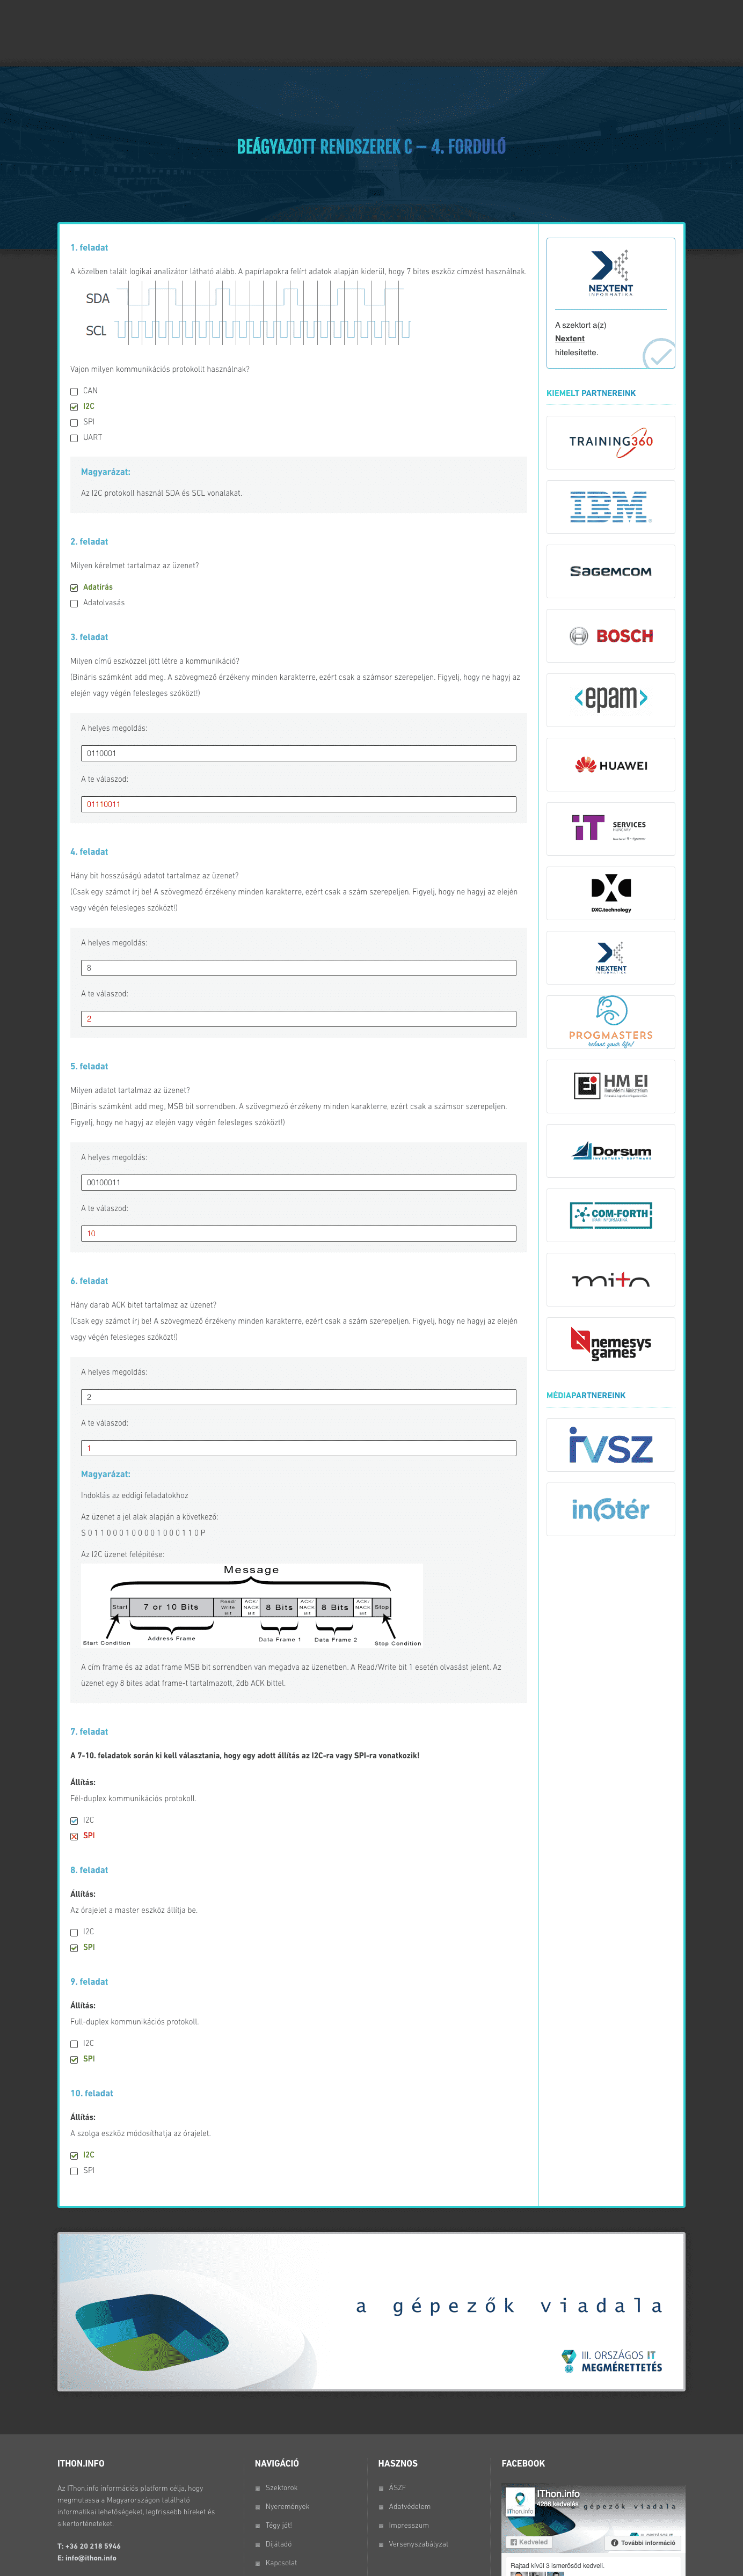 BEÁGYAZOTT RENDSZEREK C – 4. FORDULÓ
1. feladat
A közelben talált logikai analizátor látható alább. A papírlapokra felírt adatok alapján kiderül, hogy 7 bites eszköz címzést használnak.
SDA
SCL
Vajon milyen kommunikációs protokollt használnak?
CAN
I2C
SPI
UART
Magyarázat:
Az I2C protokoll használ SDA és SCL vonalakat.
2. feladat
Milyen kérelmet tartalmaz az üzenet?
Adatírás
Adatolvasás
3. feladat
Milyen című eszközzel jött létre a kommunikáció?
(Bináris számként add meg. A szövegmező érzékeny minden karakterre, ezért csak a számsor szerepeljen. Figyelj, hogy ne hagyj az
elején vagy végén felesleges szóközt!)
A helyes megoldás:
0110001
A te válaszod:
01110011
4. feladat
Hány bit hosszúságú adatot tartalmaz az üzenet?
(Csak egy számot írj be! A szövegmező érzékeny minden karakterre, ezért csak a szám szerepeljen. Figyelj, hogy ne hagyj az elején
vagy végén felesleges szóközt!)
A helyes megoldás:
8
A te válaszod:
2
5. feladat
Milyen adatot tartalmaz az üzenet?
(Bináris számként add meg, MSB bit sorrendben. A szövegmező érzékeny minden karakterre, ezért csak a számsor szerepeljen.
Figyelj, hogy ne hagyj az elején vagy végén felesleges szóközt!)
A helyes megoldás:
00100011
A te válaszod:
10
6. feladat
Hány darab ACK bitet tartalmaz az üzenet?
(Csak egy számot írj be! A szövegmező érzékeny minden karakterre, ezért csak a szám szerepeljen. Figyelj, hogy ne hagyj az elején
vagy végén felesleges szóközt!)
A helyes megoldás:
2
A te válaszod:
1
Magyarázat:
Indoklás az eddigi feladatokhoz
Az üzenet a jel alak alapján a következő:
S 0 1 1 0 0 0 1 0 0 0 0 1 0 0 0 1 1 0 P
Az I2C üzenet felépítése:
Message
Start 7 or 10 Bits Read/Write Bit ACK/NACK Bit 8 Bits ACK/NACK Bit 8 Bits ACK/NACK Bit Stop
Start Condition Address Frame Data Frame 1 Data Frame 2 Stop Condition
A cím frame és az adat frame MSB bit sorrendben van megadva az üzenetben. A Read/Write bit 1 esetén olvasást jelent. Az
üzenet egy 8 bites adat frame-t tartalmazott, 2db ACK bittel.
7. feladat
A 7-10. feladatok során ki kell választania, hogy egy adott állítás az I2C-ra vagy SPI-ra vonatkozik!
Állítás:
Fél-duplex kommunikációs protokoll.
I2C
SPI
8. feladat
Állítás:
Az órajelet a master eszköz állítja be.
I2C
SPI
9. feladat
Állítás:
Full-duplex kommunikációs protokoll.
I2C
SPI
10. feladat
Állítás:
A szolga eszköz módosíthatja az órajelet.
I2C
SPI
NEXTENT
INFORMATIKA
A szektort a(z)
Nextent
hitelesítette.
KIEMELT PARTNEREINK
TRAINING360
IBM
SAGEMCOM
BOSCH
<epam>
HUAWEI
iT SERVICES
HUNGARY
DXC.technology
NEXTENT
PROGMASTERS
reboot your life!
HM EI
Dorsum
INVESTMENT SOFTWARE
COM-FORTH
mito
nemesys
games
MÉDIAPARTNEREINK
ivsz
infotér
a gépezők viadala
III. ORSZÁGOS IT
MEGMÉRETTETÉS
ITHON.INFO
Az IThon.info információs platform célja, hogy
megmutassa a Magyarországon található
informatikai lehetőségeket, legfrissebb híreket és
sikertörténeteket.
T: +36 20 218 5946
E: info@ithon.info
NAVIGÁCIÓ
Szektorok
Nyeremények
Tégy jót!
Díjátadó
Kapcsolat
HASZNOS
ÁSZF
Adatvédelem
Impresszum
Versenyszabályzat
FACEBOOK
IThon.info
4266 kedvelés
IThon.info
gépezők viadala
Kedveled
További információ
Rajtad kívül 3 ismerősöd kedveli.